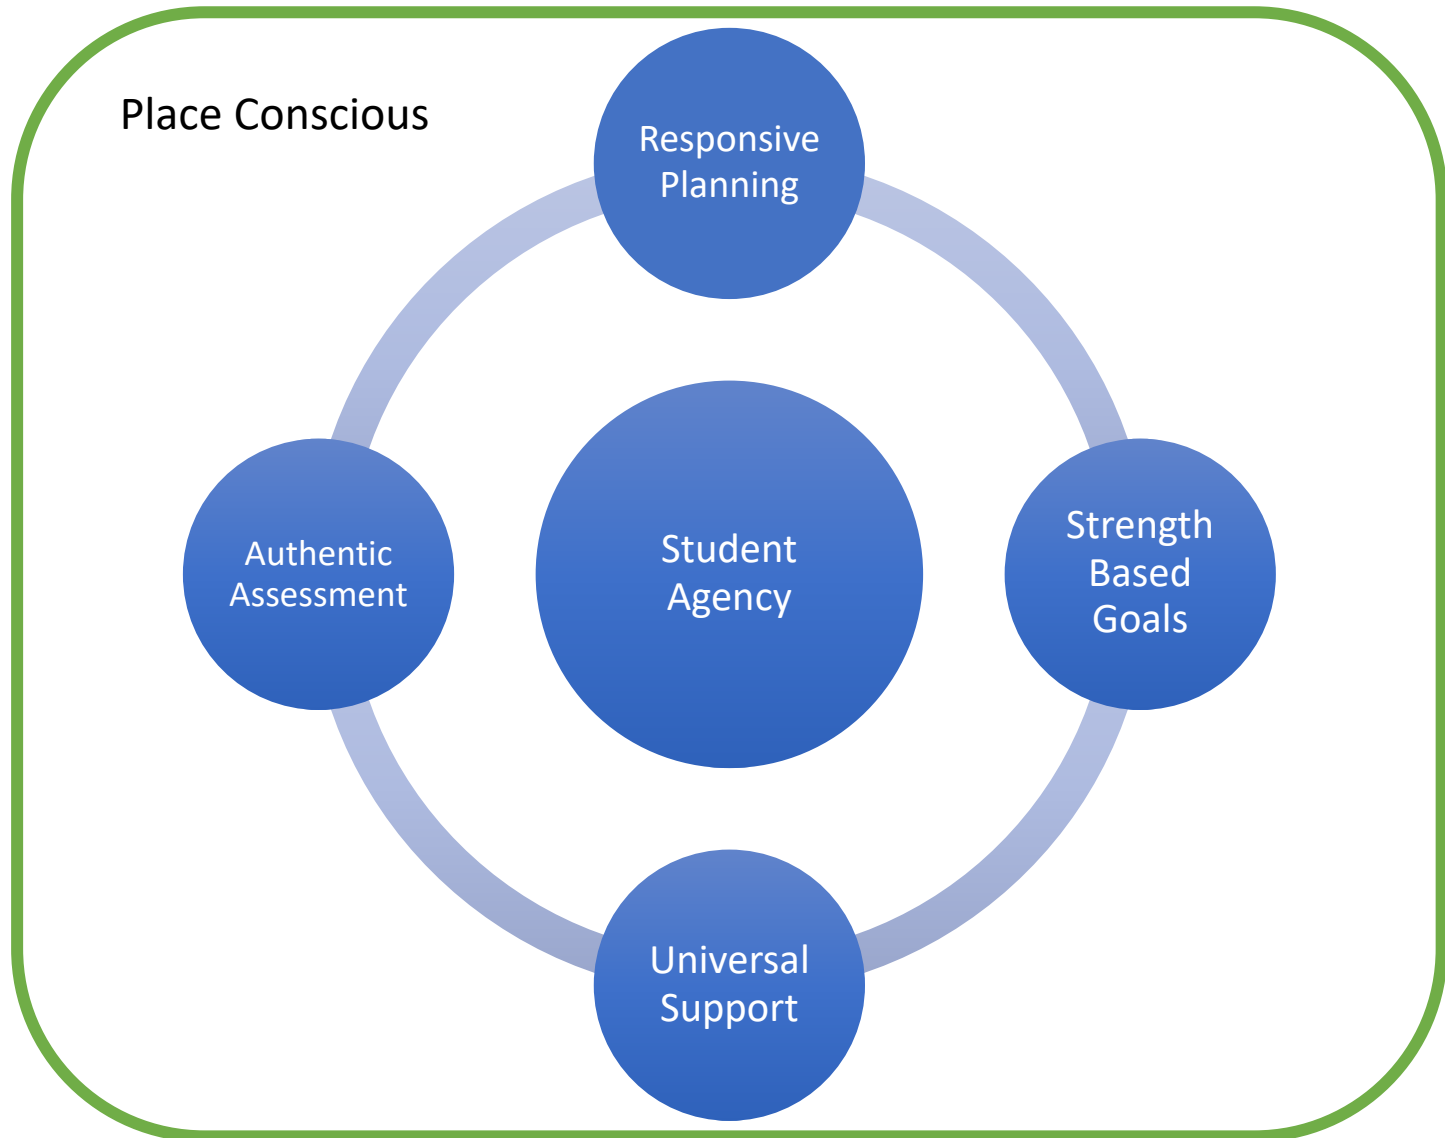 Place Conscious
Responsive
Planning
Authentic
Assessment
Student
Agency
Strength
Based
Goals
Universal
Support